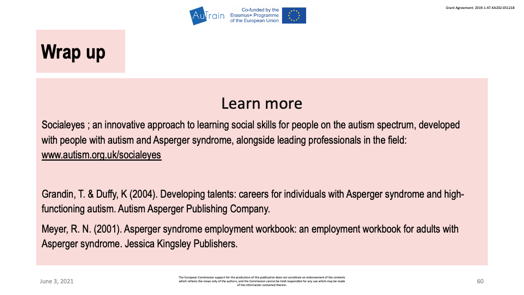 Grant Agreement: 2019-1-AT-KA202-051218
AuTrain
Co-funded by the
Erasmus+ Programme
of the European Union
Wrap up
Learn more
Socialeyes ; an innovative approach to learning social skills for people on the autism spectrum, developed
with people with autism and Asperger syndrome, alongside leading professionals in the field:
www.autism.org.uk/socialeyes
Grandin, T. & Duffy, K (2004). Developing talents: careers for individuals with Asperger syndrome and high-
functioning autism. Autism Asperger Publishing Company.
Meyer, R. N. (2001). Asperger syndrome employment workbook: an employment workbook for adults with
Asperger syndrome. Jessica Kingsley Publishers.
June 3, 2021
The European Commission support for the production of this publication does not constitute an endorsement of the contents
which reflects the views only of the authors, and the Commission cannot be held responsible for any use which may be made
of the information contained therein.
60